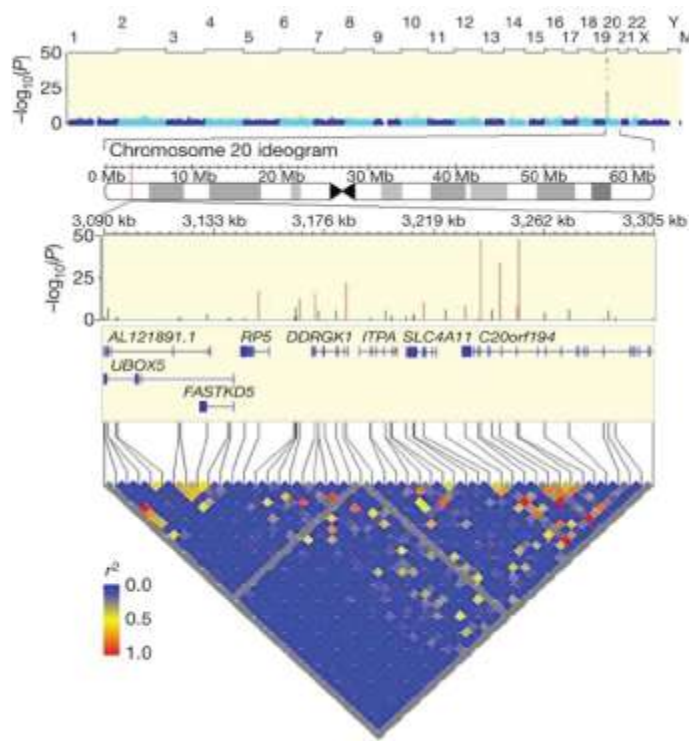 1 2 3 4 5 6 7 8 9 10 11 12 13 14 15 16 17 18 19 20 21 22 X Y M
50
25
0
–log10(P)
Chromosome 20 ideogram
0 Mb 10 Mb 20 Mb 30 Mb 40 Mb 50 Mb 60 Mb
3,090 kb 3,133 kb 3,176 kb 3,219 kb 3,262 kb 3,305 kb
50
25
0
–log10(P)
AL121891.1 RP5 DDRGK1 ITPA SLC4A11 C20orf194
UBOX5
FASTKD5
r²
0.0
0.5
1.0